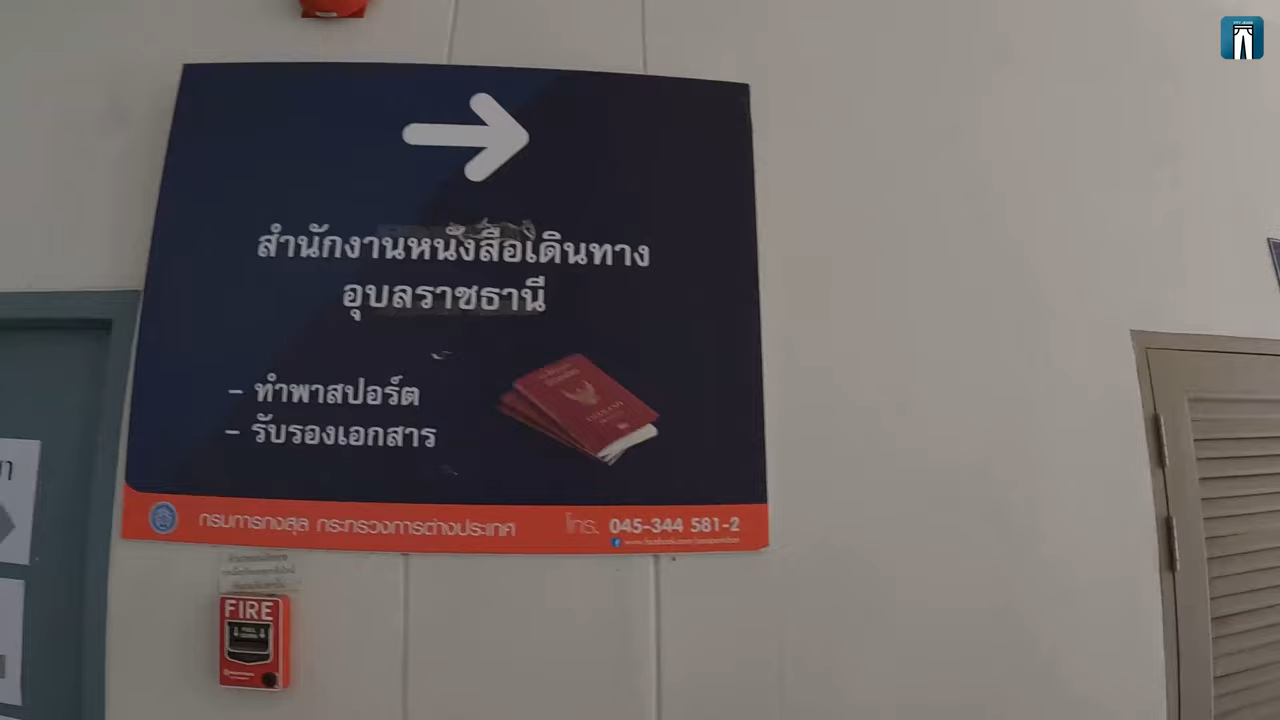 สำนักงานหนังสือเดินทาง
อุบลราชธานี
- ทำพาสปอร์ต
- รับรองเอกสาร
กรมการกงสุล กระทรวงการต่างประเทศ
โทร. 045-344 581-2
FIRE